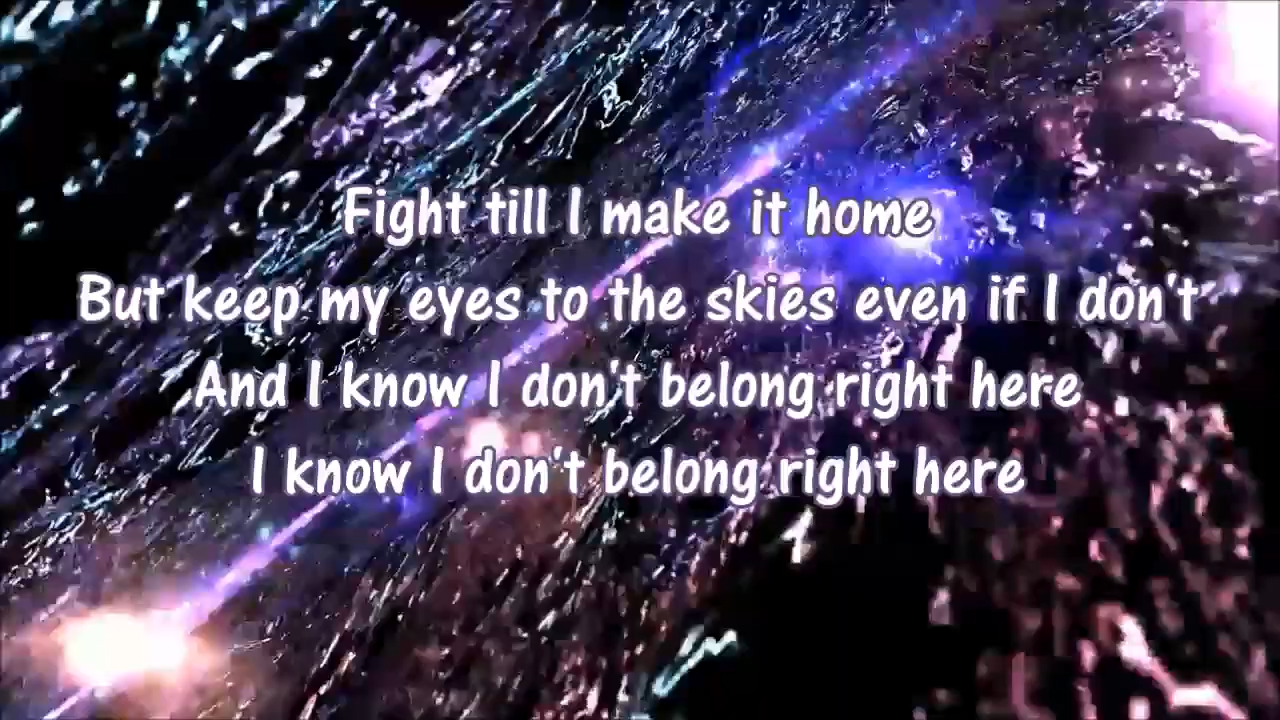 Fight till I make it home
But keep my eyes to the skies even if I don't
And I know I don't belong right here
I know I don't belong right here